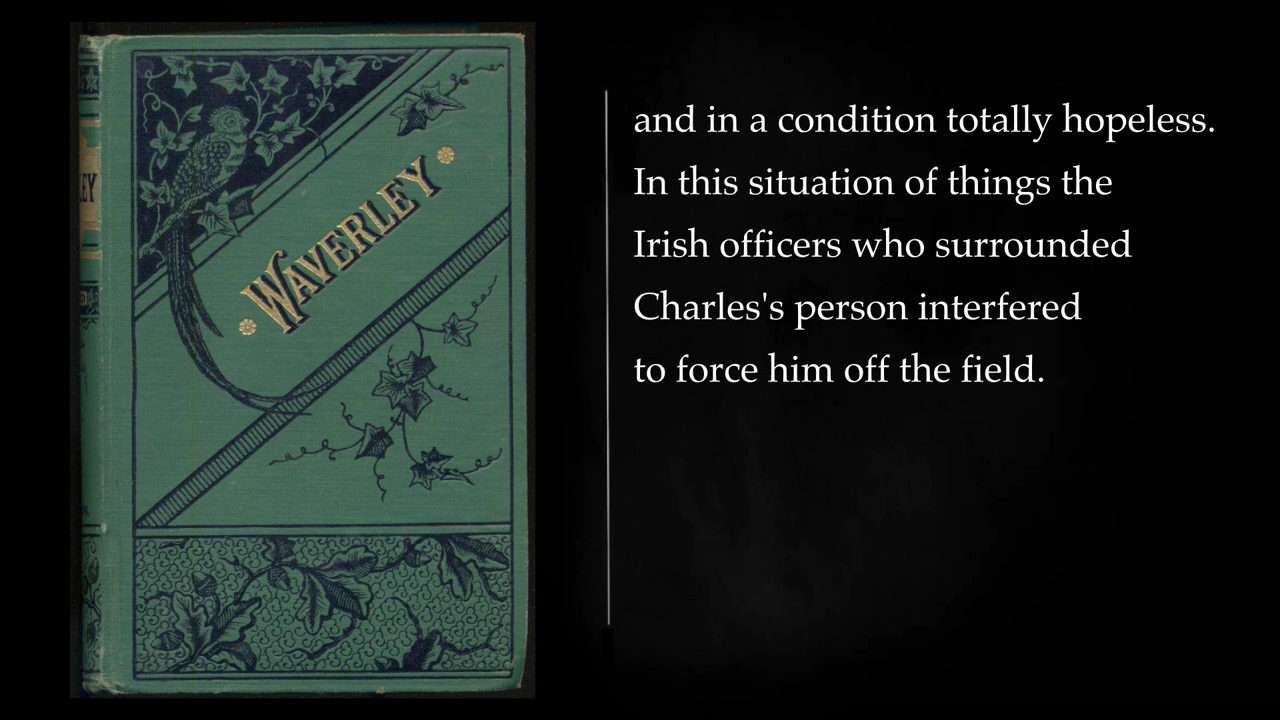 WAVERLEY
and in a condition totally hopeless.
In this situation of things the
Irish officers who surrounded
Charles's person interfered
to force him off the field.